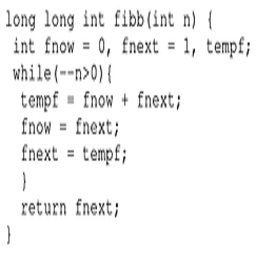 long long int fibb(int n) {
int fnow = 0, fnext = 1, tempf;
while(--n>0){
tempf = fnow + fnext;
fnow = fnext;
fnext = tempf;
}
return fnext;
}